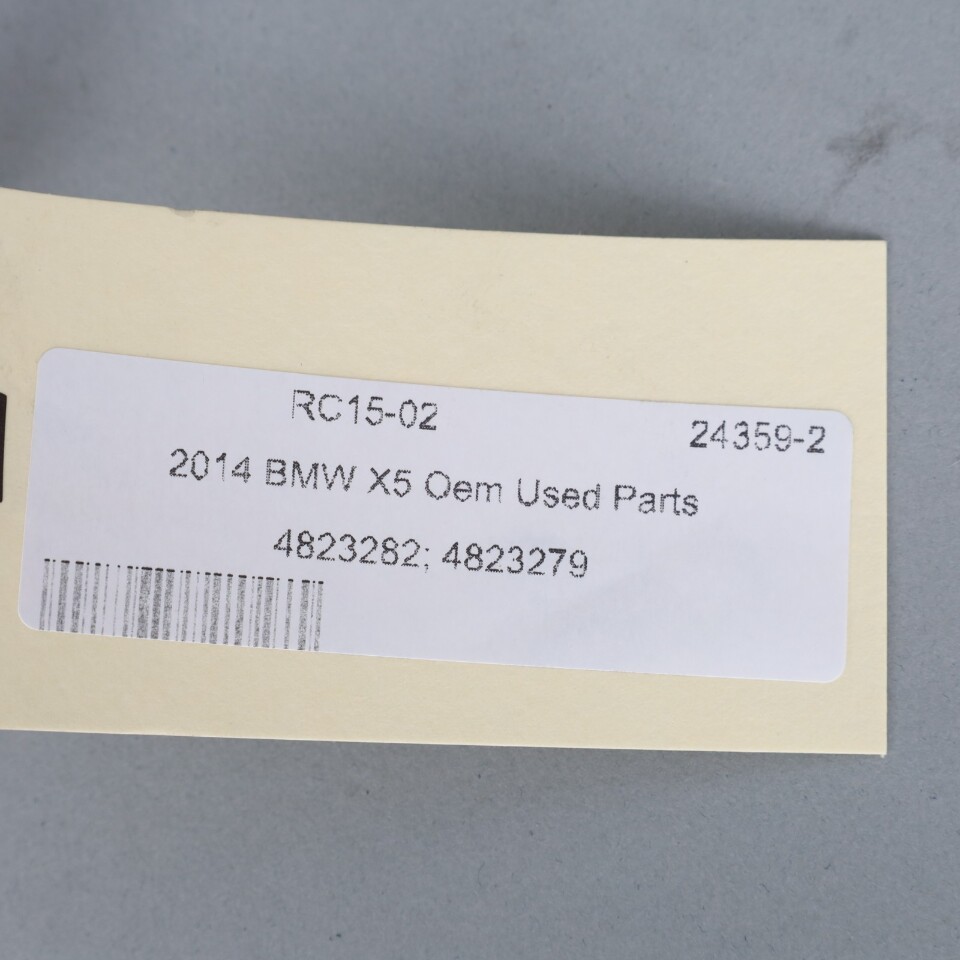 RC15-02 24359-2
2014 BMW X5 Oem Used Parts
4823282; 4823279